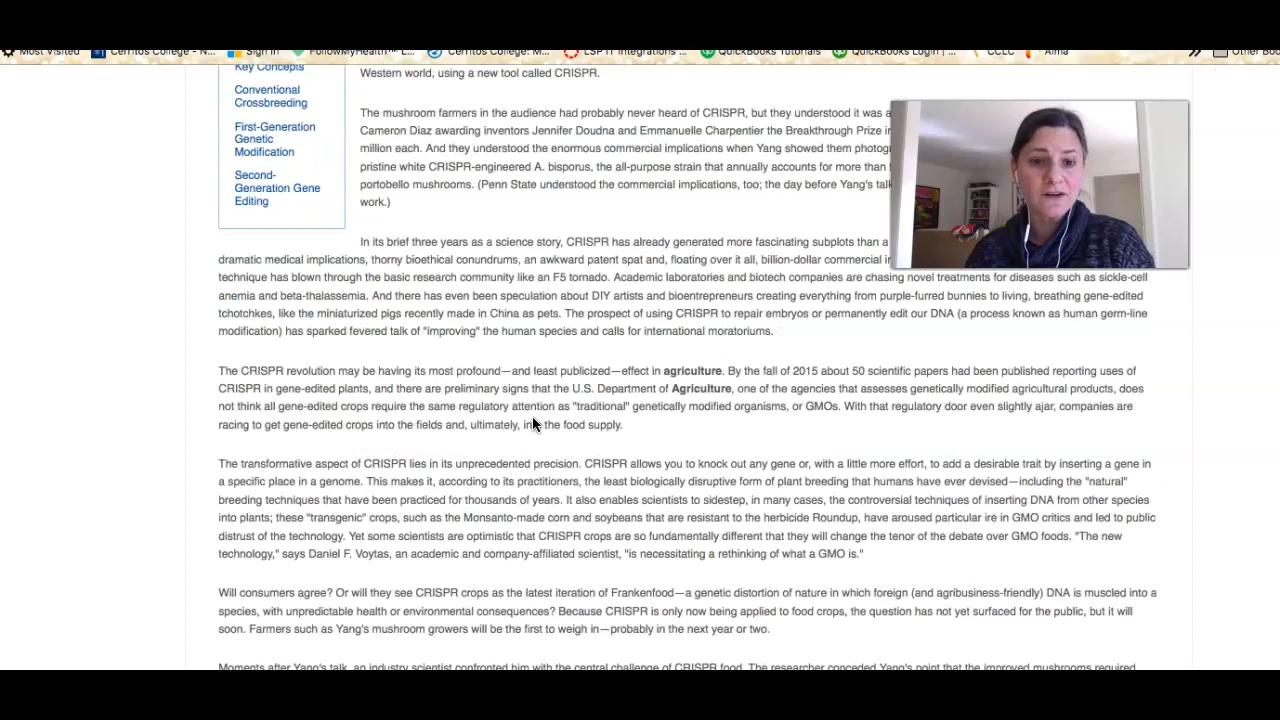 Most Visited Cerritos College - N... Sign In FollowMyHealth™ L... Cerritos College: M... LSP IT Integrations ... QuickBooks Tutorials QuickBooks Login | ... CCLC Alma Other Boo
Key Concepts
Conventional
Crossbreeding
First-Generation
Genetic
Modification
Second-
Generation Gene
Editing
Western world, using a new tool called CRISPR.
The mushroom farmers in the audience had probably never heard of CRISPR, but they understood it was a
Cameron Diaz awarding inventors Jennifer Doudna and Emmanuelle Charpentier the Breakthrough Prize in
million each. And they understood the enormous commercial implications when Yang showed them photogr
pristine white CRISPR-engineered A. bisporus, the all-purpose strain that annually accounts for more than
portobello mushrooms. (Penn State understood the commercial implications, too; the day before Yang's talk
work.)
In its brief three years as a science story, CRISPR has already generated more fascinating subplots than a
dramatic medical implications, thorny bioethical conundrums, an awkward patent spat and, floating over it all, billion-dollar commercial in
technique has blown through the basic research community like an F5 tornado. Academic laboratories and biotech companies are chasing novel treatments for diseases such as sickle-cell
anemia and beta-thalassemia. And there has even been speculation about DIY artists and bioentrepreneurs creating everything from purple-furred bunnies to living, breathing gene-edited
tchotchkes, like the miniaturized pigs recently made in China as pets. The prospect of using CRISPR to repair embryos or permanently edit our DNA (a process known as human germ-line
modification) has sparked fevered talk of "improving" the human species and calls for international moratoriums.
The CRISPR revolution may be having its most profound—and least publicized—effect in agriculture. By the fall of 2015 about 50 scientific papers had been published reporting uses of
CRISPR in gene-edited plants, and there are preliminary signs that the U.S. Department of Agriculture, one of the agencies that assesses genetically modified agricultural products, does
not think all gene-edited crops require the same regulatory attention as "traditional" genetically modified organisms, or GMOs. With that regulatory door even slightly ajar, companies are
racing to get gene-edited crops into the fields and, ultimately, into the food supply.
The transformative aspect of CRISPR lies in its unprecedented precision. CRISPR allows you to knock out any gene or, with a little more effort, to add a desirable trait by inserting a gene in
a specific place in a genome. This makes it, according to its practitioners, the least biologically disruptive form of plant breeding that humans have ever devised—including the "natural"
breeding techniques that have been practiced for thousands of years. It also enables scientists to sidestep, in many cases, the controversial techniques of inserting DNA from other species
into plants; these "transgenic" crops, such as the Monsanto-made corn and soybeans that are resistant to the herbicide Roundup, have aroused particular ire in GMO critics and led to public
distrust of the technology. Yet some scientists are optimistic that CRISPR crops are so fundamentally different that they will change the tenor of the debate over GMO foods. "The new
technology," says Daniel F. Voytas, an academic and company-affiliated scientist, "is necessitating a rethinking of what a GMO is."
Will consumers agree? Or will they see CRISPR crops as the latest iteration of Frankenfood—a genetic distortion of nature in which foreign (and agribusiness-friendly) DNA is muscled into a
species, with unpredictable health or environmental consequences? Because CRISPR is only now being applied to food crops, the question has not yet surfaced for the public, but it will
soon. Farmers such as Yang's mushroom growers will be the first to weigh in—probably in the next year or two.
Moments after Yang's talk, an industry scientist confronted him with the central challenge of CRISPR food. The researcher conceded Yang's point that the improved mushrooms required